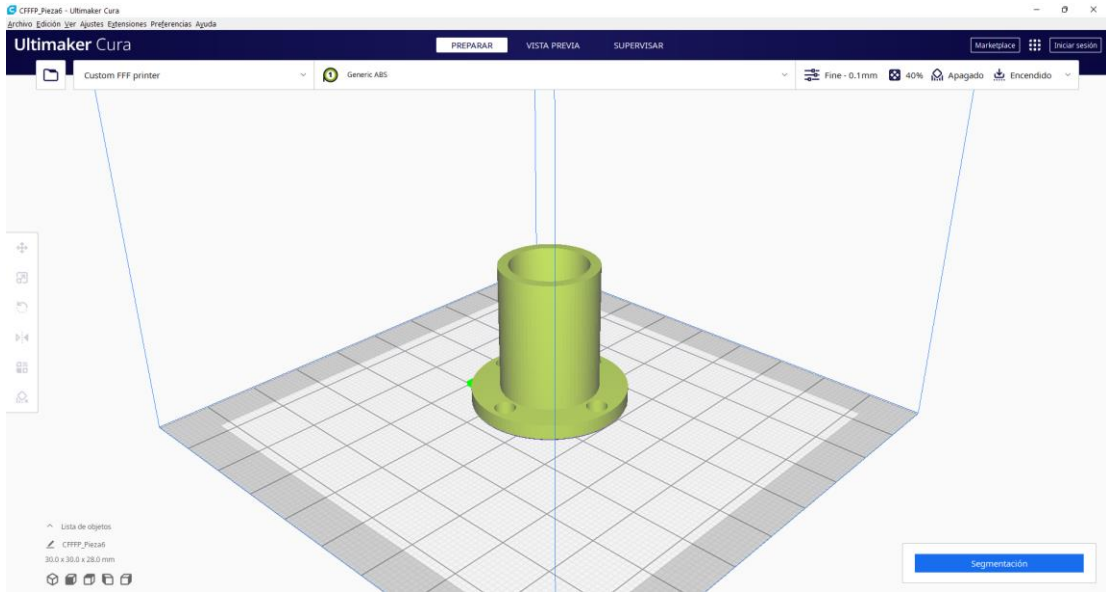 CFFFP_Pieza6 - Ultimaker Cura
Archivo Edición Ver Ajustes Extensiones Preferencias Ayuda
Ultimaker Cura
PREPARAR
VISTA PREVIA
SUPERVISAR
Marketplace
Iniciar sesión
Custom FFF printer
1
Generic ABS
Fine - 0.1mm
40%
Apagado
Encendido
Lista de objetos
CFFFP_Pieza6
30.0 x 30.0 x 28.0 mm
Segmentación